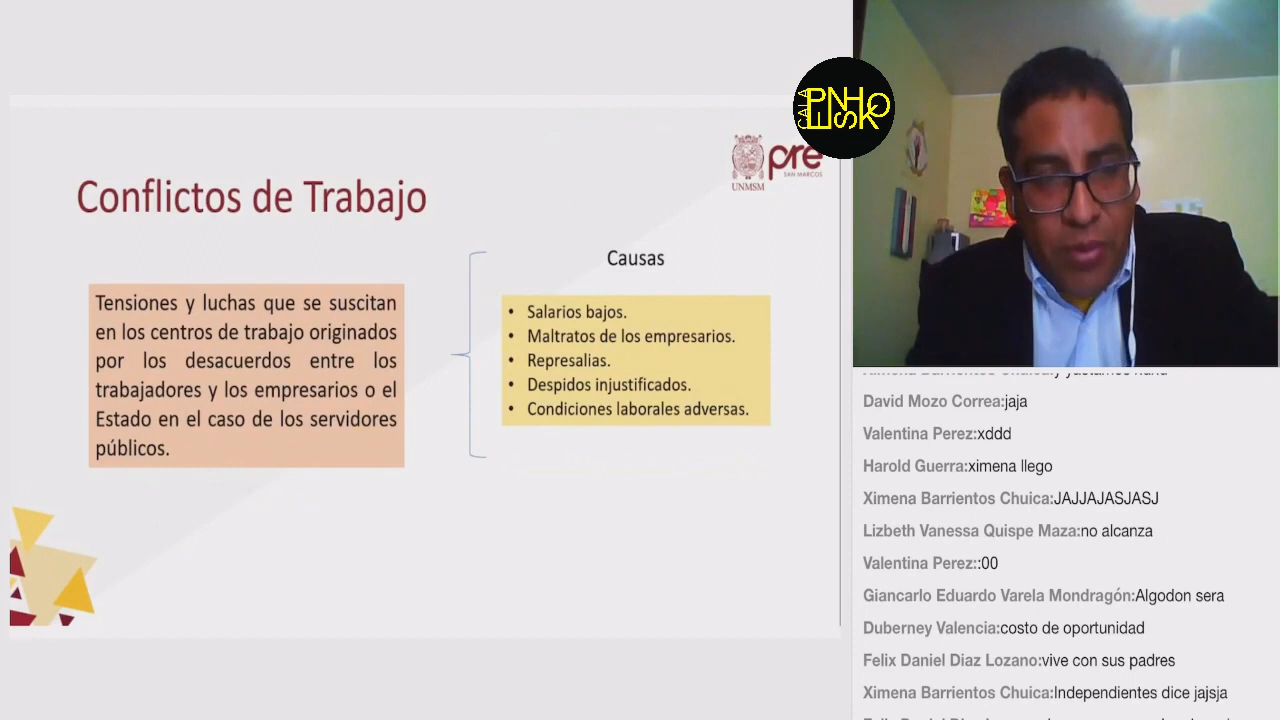 CALA
PNHO
ESK
pre
SAN MARCOS
UNMSM
Conflictos de Trabajo
Causas
Tensiones y luchas que se suscitan
en los centros de trabajo originados
por los desacuerdos entre los
trabajadores y los empresarios o el
Estado en el caso de los servidores
públicos.
• Salarios bajos.
• Maltratos de los empresarios.
• Represalias.
• Despidos injustificados.
• Condiciones laborales adversas.
David Mozo Correa:jaja
Valentina Perez:xddd
Harold Guerra:ximena llego
Ximena Barrientos Chuica:JAJJAJASJASJ
Lizbeth Vanessa Quispe Maza:no alcanza
Valentina Perez::00
Giancarlo Eduardo Varela Mondragón:Algodon sera
Duberney Valencia:costo de oportunidad
Felix Daniel Diaz Lozano:vive con sus padres
Ximena Barrientos Chuica:Independientes dice jajsja